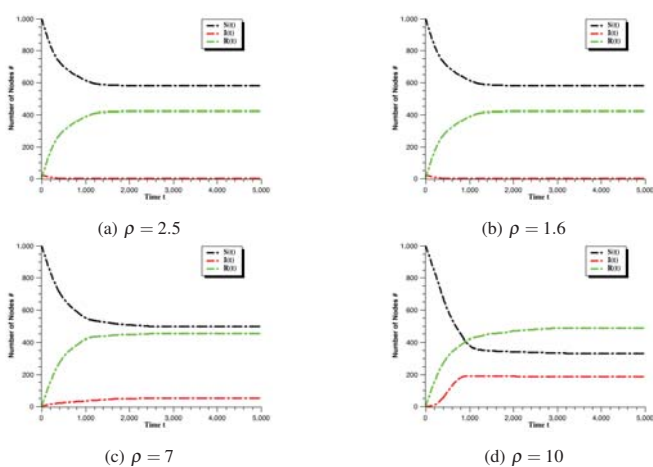 1,000
800
600
400
200
0
Number of Nodes #
S(t)
I(t)
R(t)
0 1,000 2,000 3,000 4,000 5,000
Time t
(a) ρ = 2.5
1,000
800
600
400
200
0
Number of Nodes #
S(t)
I(t)
R(t)
0 1,000 2,000 3,000 4,000 5,000
Time t
(b) ρ = 1.6
1,000
800
600
400
200
0
Number of Nodes #
S(t)
I(t)
R(t)
0 1,000 2,000 3,000 4,000 5,000
Time t
(c) ρ = 7
1,000
800
600
400
200
0
Number of Nodes #
S(t)
I(t)
R(t)
0 1,000 2,000 3,000 4,000 5,000
Time t
(d) ρ = 10